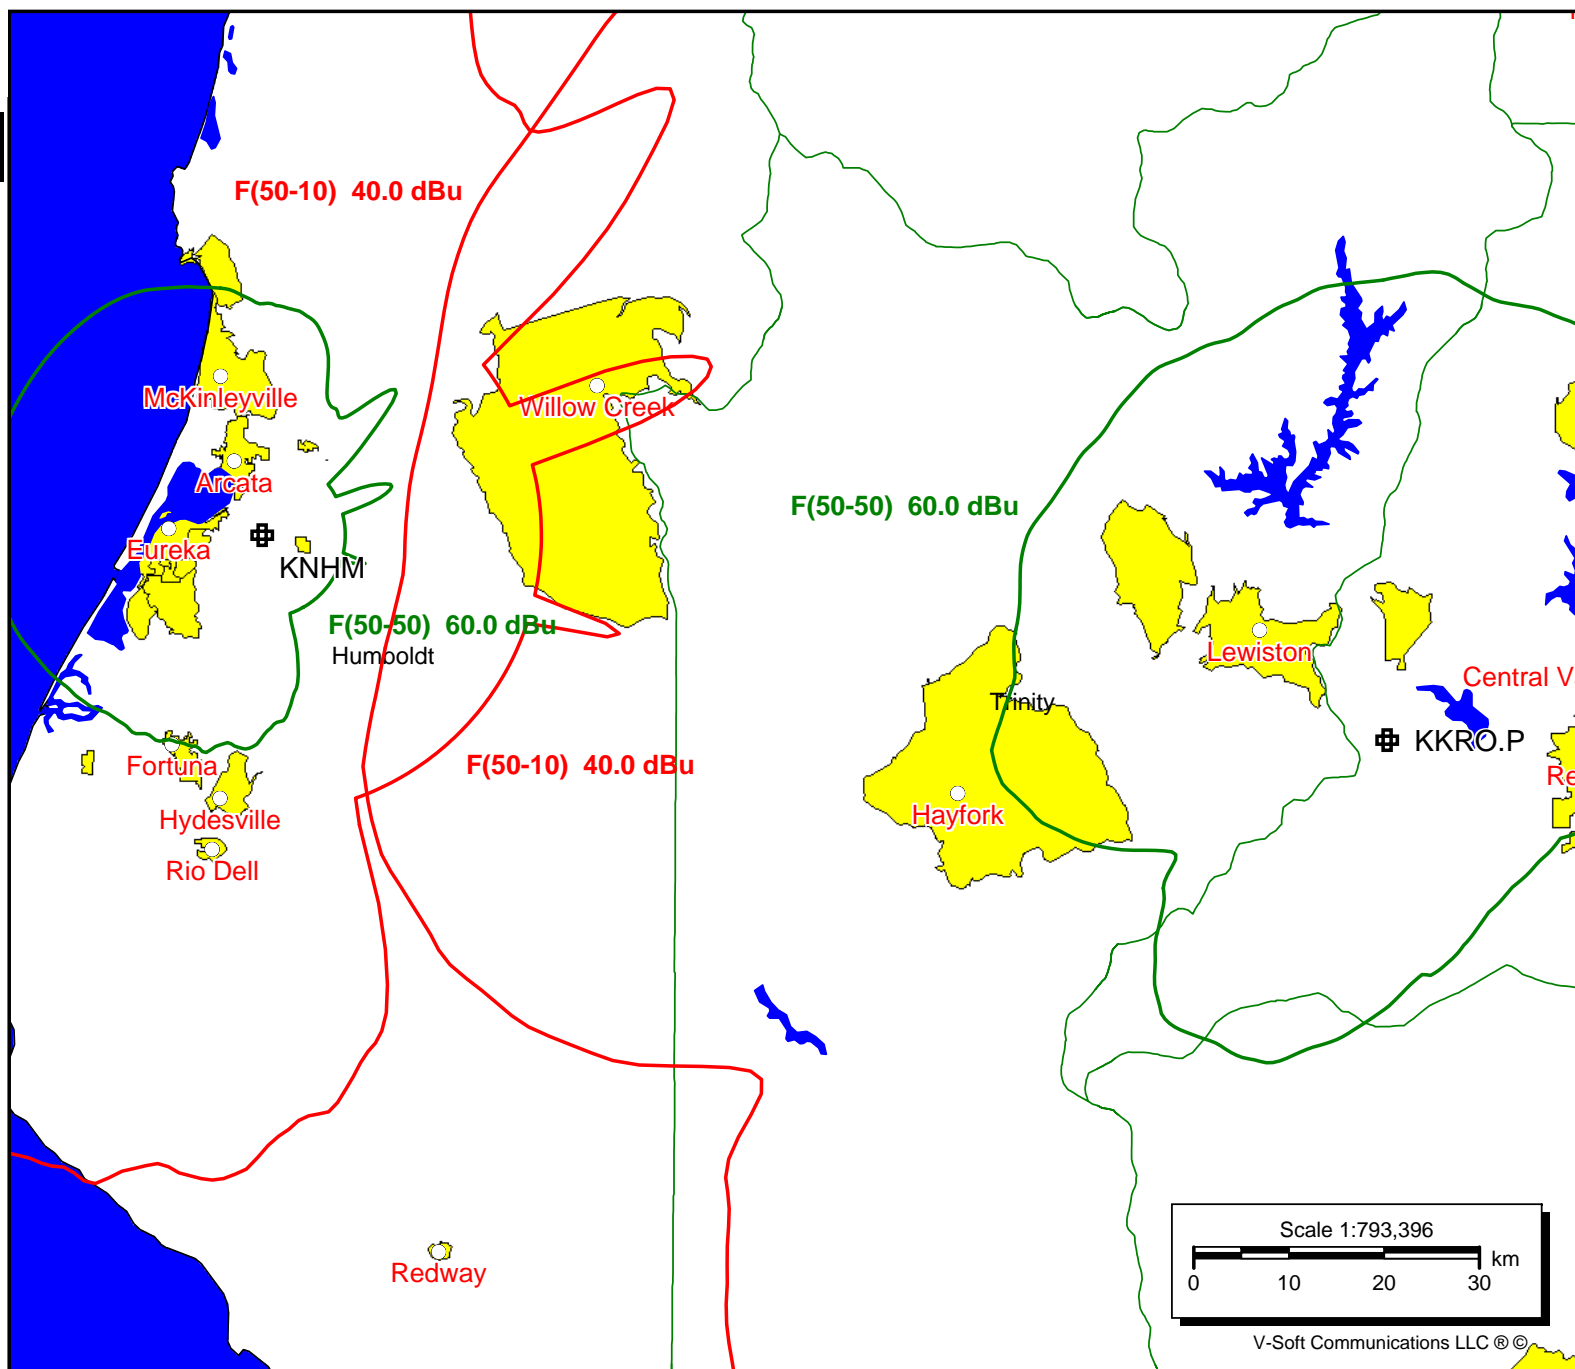 F(50-10) 40.0 dBu
McKinleyville
Willow Creek
Arcata
F(50-50) 60.0 dBu
Eureka
KNHM
F(50-50) 60.0 dBu
Humboldt
Lewiston
Central V
Trinity
KKRO.P
Fortuna
F(50-10) 40.0 dBu
Re
Hayfork
Hydesville
Rio Dell
Redway
Scale 1:793,396
km
0 10 20 30
V-Soft Communications LLC ® ©